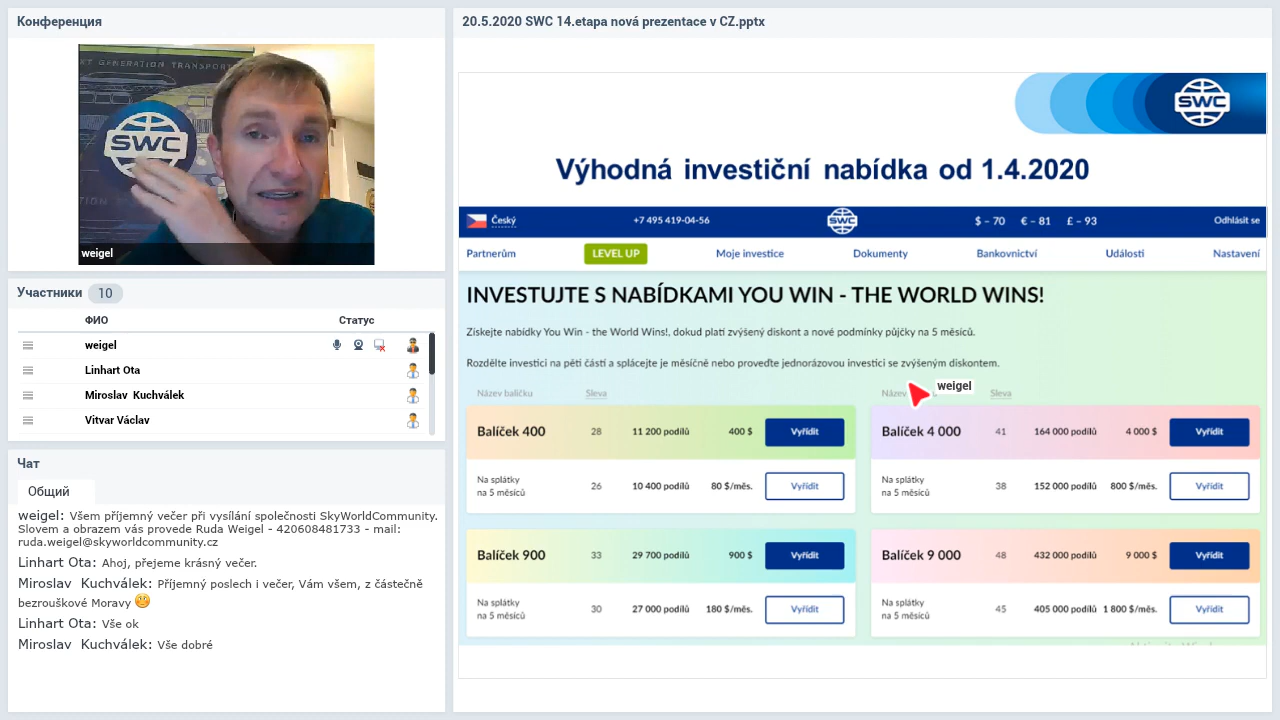 Конференция
XT GENERATION TRANSPORT
SWC
weigel
Участники 10
ФИО Статус
weigel
Linhart Ota
Miroslav Kuchválek
Vitvar Václav
Чат
Общий
weigel: Všem příjemný večer při vysílání společnosti SkyWorldCommunity.
Slovem a obrazem vás provede Ruda Weigel - 420608481733 - mail:
ruda.weigel@skyworldcommunity.cz
Linhart Ota: Ahoj, přejeme krásný večer.
Miroslav Kuchválek: Příjemný poslech i večer, Vám všem, z částečně
bezrouškové Moravy
Linhart Ota: Vše ok
Miroslav Kuchválek: Vše dobré
20.5.2020 SWC 14.etapa nová prezentace v CZ.pptx
SWC
Výhodná investiční nabídka od 1.4.2020
Český +7 495 419-04-56 SWC $ – 70 € – 81 £ – 93 Odhlásit se
Partnerům LEVEL UP Moje investice Dokumenty Bankovnictví Události Nastavení
INVESTUJTE S NABÍDKAMI YOU WIN - THE WORLD WINS!
Získejte nabídky You Win - the World Wins!, dokud platí zvýšený diskont a nové podmínky půjčky na 5 měsíců.
Rozdělte investici na pěti částí a splácejte je měsíčně nebo proveďte jednorázovou investici se zvýšeným diskontem.
weigel
Název balíčku Sleva Název Sleva
Balíček 400 28 11 200 podílů 400 $ Vyřídit
Na splátky
na 5 měsíců 26 10 400 podílů 80 $/měs. Vyřídit
Balíček 4 000 41 164 000 podílů 4 000 $ Vyřídit
Na splátky
na 5 měsíců 38 152 000 podílů 800 $/měs. Vyřídit
Balíček 900 33 29 700 podílů 900 $ Vyřídit
Na splátky
na 5 měsíců 30 27 000 podílů 180 $/měs. Vyřídit
Balíček 9 000 48 432 000 podílů 9 000 $ Vyřídit
Na splátky
na 5 měsíců 45 405 000 podílů 1 800 $/měs. Vyřídit